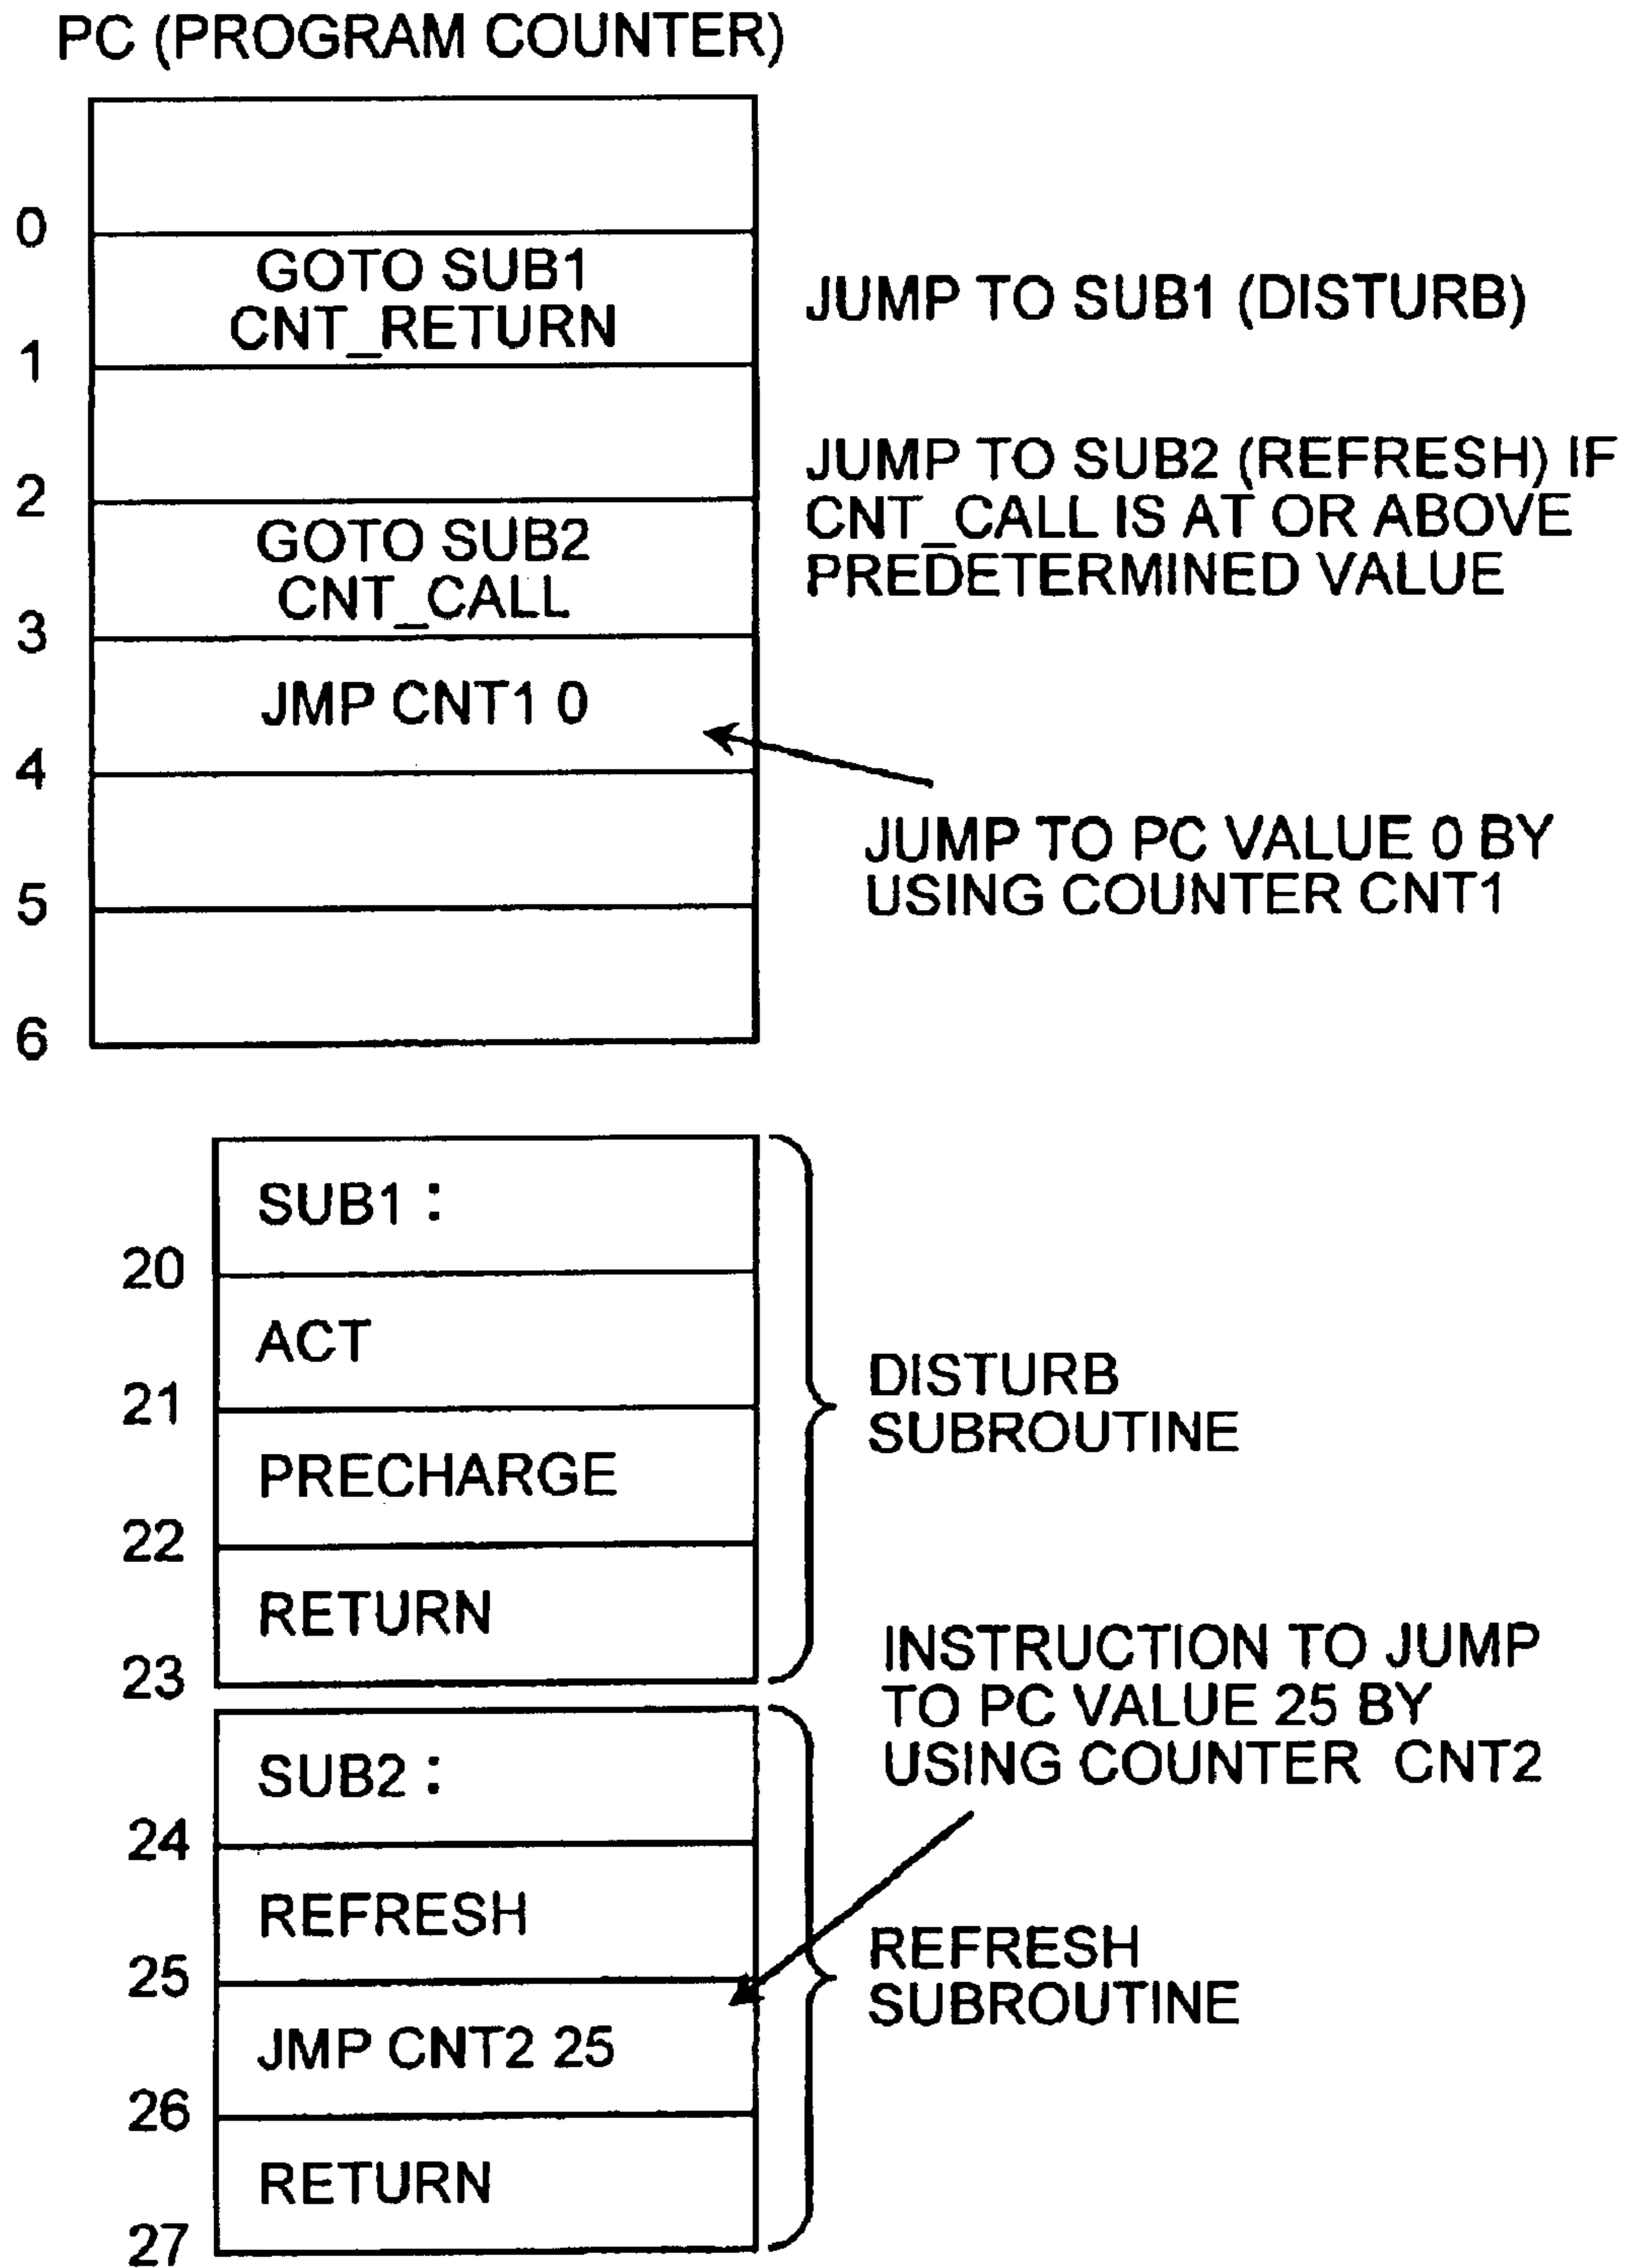 PC (PROGRAM COUNTER)
0
GOTO SUB1
CNT_RETURN
JUMP TO SUB1 (DISTURB)
1
2
JUMP TO SUB2 (REFRESH) IF
CNT_CALL IS AT OR ABOVE
PREDETERMINED VALUE
GOTO SUB2
CNT_CALL
3
JMP CNT1 0
4
JUMP TO PC VALUE 0 BY
USING COUNTER CNT1
5
6
SUB1 :
20
ACT
21
DISTURB
SUBROUTINE
PRECHARGE
22
RETURN
23
INSTRUCTION TO JUMP
TO PC VALUE 25 BY
USING COUNTER CNT2
SUB2 :
24
REFRESH
25
REFRESH
SUBROUTINE
JMP CNT2 25
26
RETURN
27